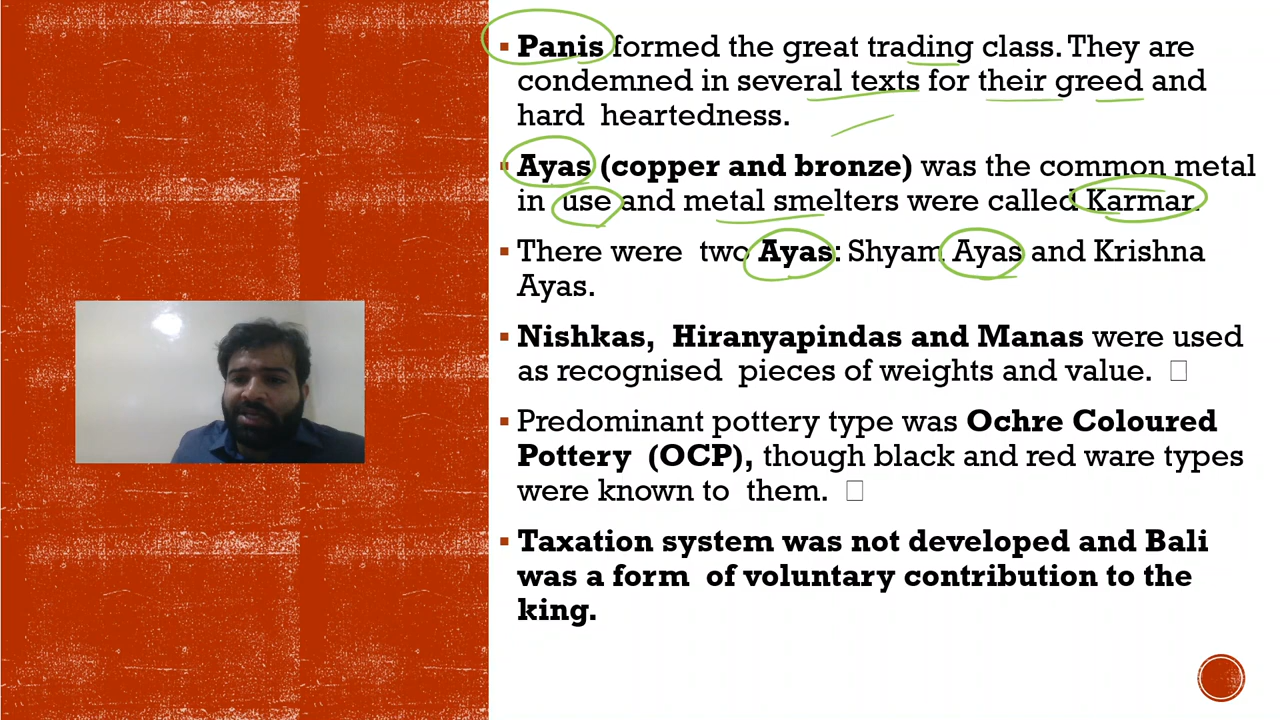 Panis formed the great trading class. They are
condemned in several texts for their greed and
hard heartedness.
Ayas (copper and bronze) was the common metal
in use and metal smelters were called Karmar.
There were two Ayas: Shyam Ayas and Krishna
Ayas.
Nishkas, Hiranyapindas and Manas were used
as recognised pieces of weights and value.
Predominant pottery type was Ochre Coloured
Pottery (OCP), though black and red ware types
were known to them.
Taxation system was not developed and Bali
was a form of voluntary contribution to the
king.